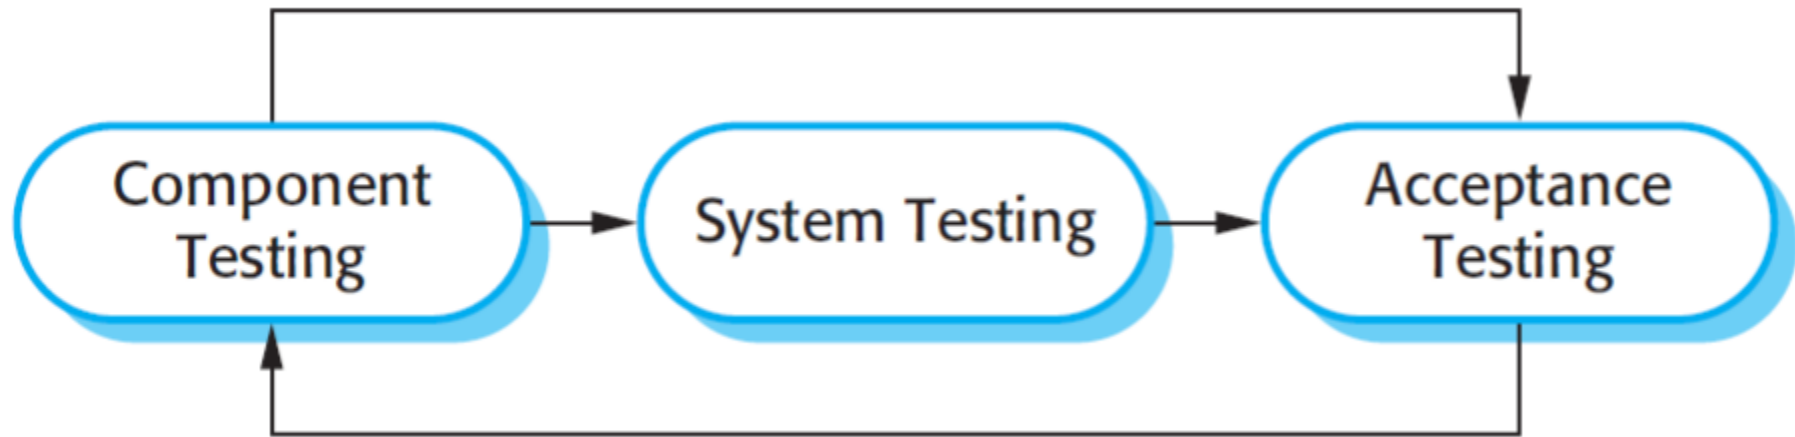 Component
Testing
System Testing
Acceptance
Testing